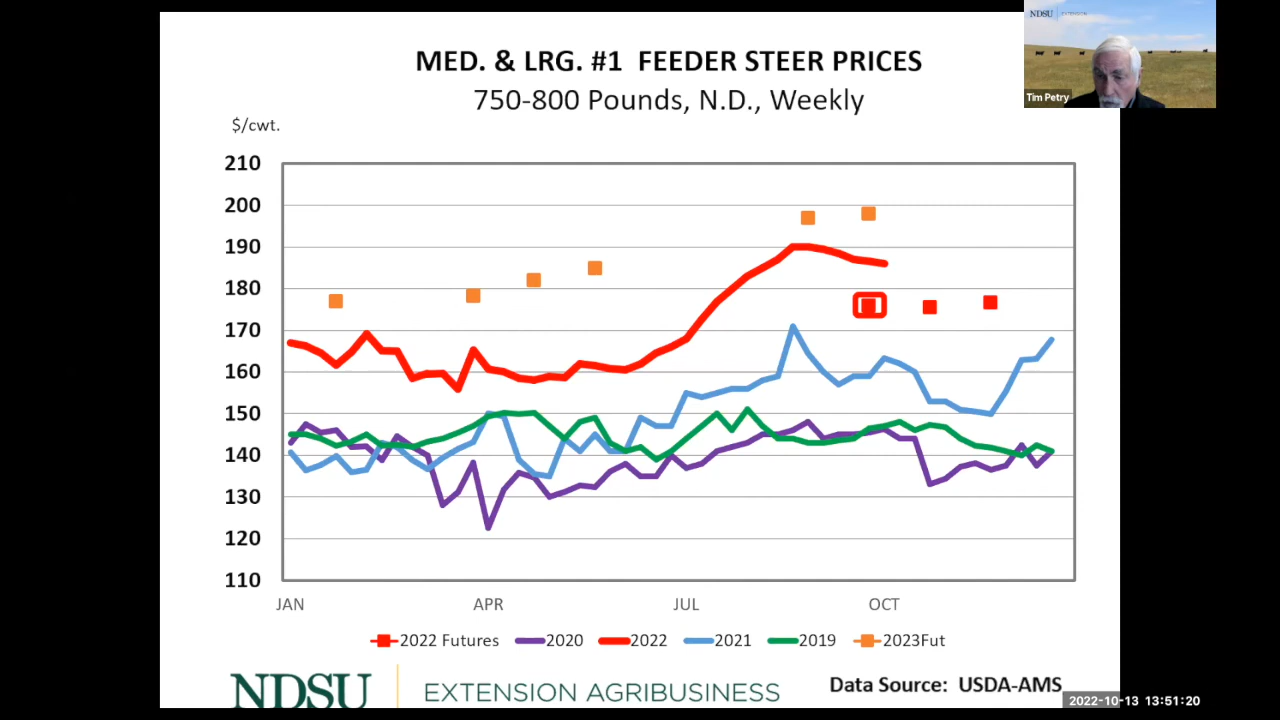 NDSU EXTENSION
Tim Petry
MED. & LRG. #1 FEEDER STEER PRICES
750-800 Pounds, N.D., Weekly
$/cwt.
210
200
190
180
170
160
150
140
130
120
110
JAN APR JUL OCT
2022 Futures 2020 2022 2021 2019 2023Fut
NDSU EXTENSION AGRIBUSINESS
Data Source: USDA-AMS
2022-10-13 13:51:20